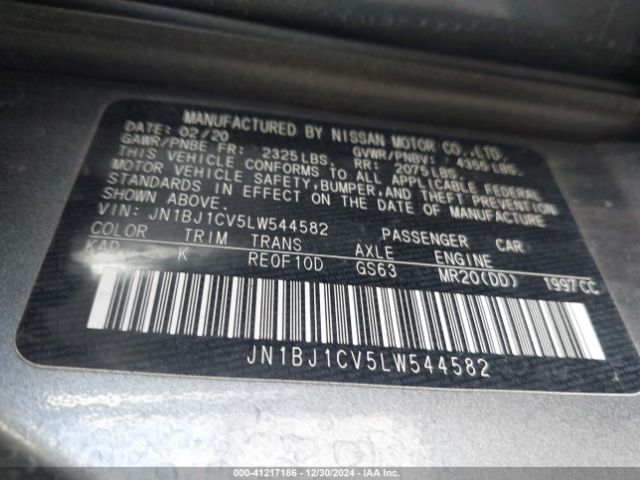 MANUFACTURED BY NISSAN MOTOR CO.,LTD.
DATE: 02/20 GVWR/PNBV: 4355 LBS.
GAWR/PNBE FR: 2325LBS. RR: 2075LBS.
THIS VEHICLE CONFORMS TO ALL APPLICABLE FEDERAL
MOTOR VEHICLE SAFETY,BUMPER,AND THEFT PREVENTION
STANDARDS IN EFFECT ON THE DATE OF MANUFACTURE
SHOWN ABOVE.
VIN: JN1BJ1CV5LW544582 PASSENGER CAR
COLOR TRIM TRANS AXLE ENGINE
KAD K RE0F10D GS63 MR20(DD) 1997CC
JN1BJ1CV5LW544582
000-41217186 - 12/30/2024 - IAA Inc.